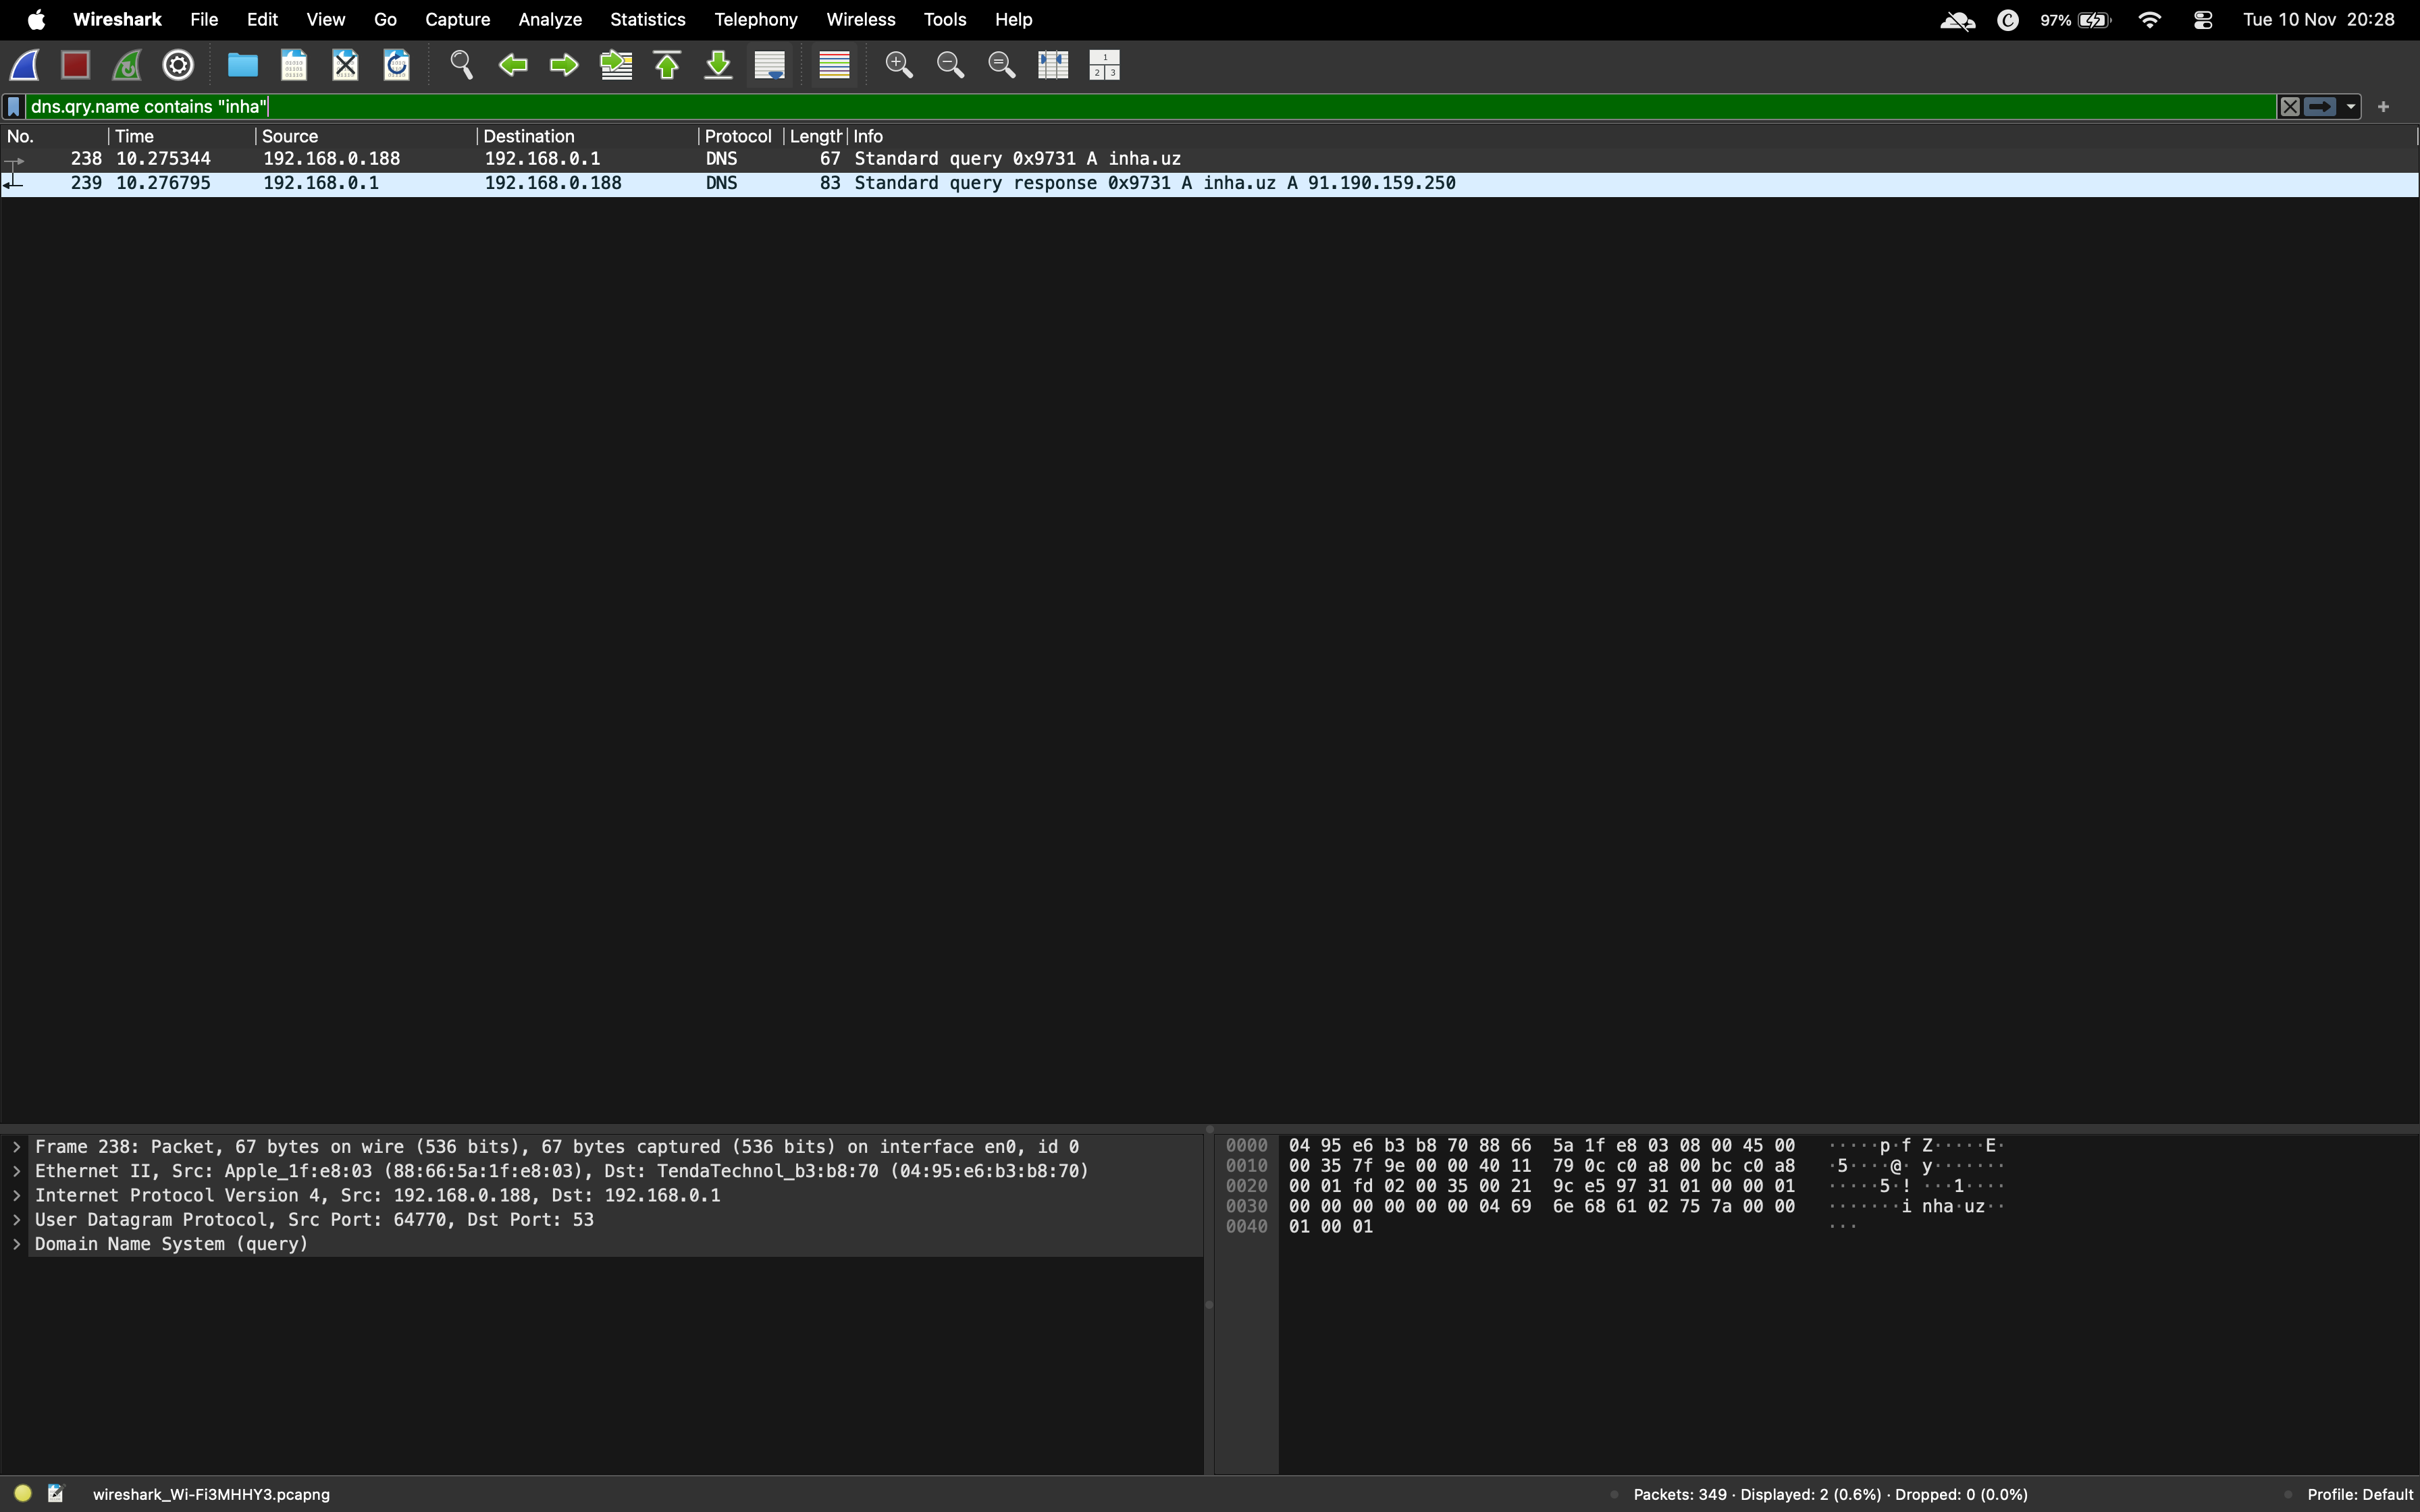 Wireshark File Edit View Go Capture Analyze Statistics Telephony Wireless Tools Help 97% Tue 10 Nov 20:28
dns.qry.name contains "inha"
No. Time Source Destination Protocol Length Info
238 10.275344 192.168.0.188 192.168.0.1 DNS 67 Standard query 0x9731 A inha.uz
239 10.276795 192.168.0.1 192.168.0.188 DNS 83 Standard query response 0x9731 A inha.uz A 91.190.159.250
Frame 238: Packet, 67 bytes on wire (536 bits), 67 bytes captured (536 bits) on interface en0, id 0
Ethernet II, Src: Apple_1f:e8:03 (88:66:5a:1f:e8:03), Dst: TendaTechnol_b3:b8:70 (04:95:e6:b3:b8:70)
Internet Protocol Version 4, Src: 192.168.0.188, Dst: 192.168.0.1
User Datagram Protocol, Src Port: 64770, Dst Port: 53
Domain Name System (query)
0000 04 95 e6 b3 b8 70 88 66 5a 1f e8 03 08 00 45 00 ·····p·f Z·····E·
0010 00 35 7f 9e 00 00 40 11 79 0c c0 a8 00 bc c0 a8 ·5····@· y·······
0020 00 01 fd 02 00 35 00 21 9c e5 97 31 01 00 00 01 ·····5·! ···1····
0030 00 00 00 00 00 00 04 69 6e 68 61 02 75 7a 00 00 ·······i nha·uz··
0040 01 00 01 ···
wireshark_Wi-Fi3MHHY3.pcapng Packets: 349 · Displayed: 2 (0.6%) · Dropped: 0 (0.0%) Profile: Default